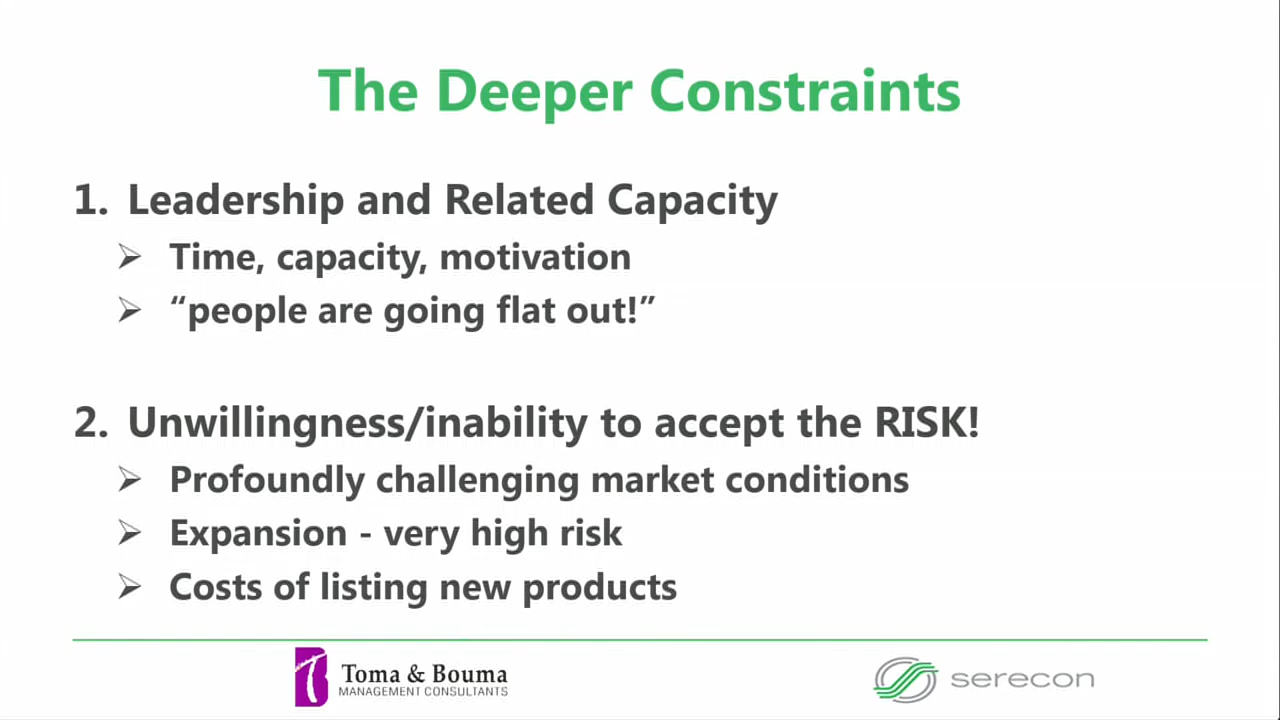 The Deeper Constraints
1. Leadership and Related Capacity
➢ Time, capacity, motivation
➢ “people are going flat out!”
2. Unwillingness/inability to accept the RISK!
➢ Profoundly challenging market conditions
➢ Expansion - very high risk
➢ Costs of listing new products
Toma & Bouma
MANAGEMENT CONSULTANTS
serecon